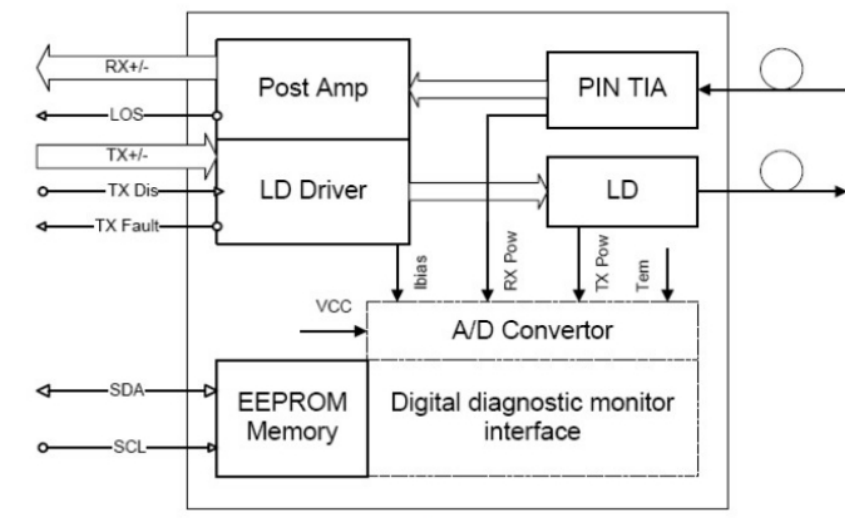 RX+/-
Post Amp
PIN TIA
LOS
TX+/-
TX Dis
LD Driver
LD
TX Fault
Ibias
RX Pow
TX Pow
Tem
VCC
A/D Convertor
SDA
EEPROM
Memory
Digital diagnostic monitor
interface
SCL